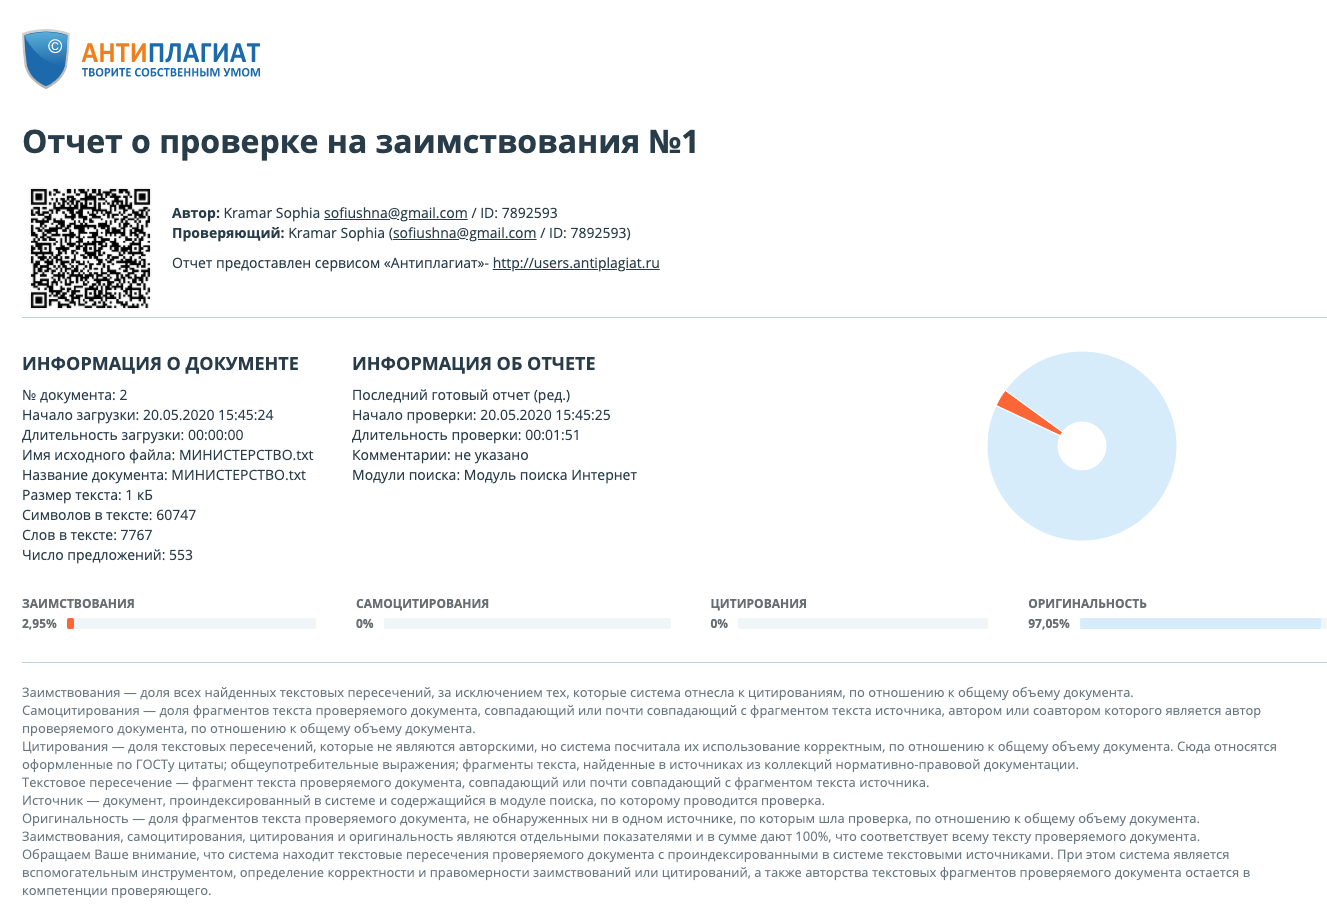 ©
АНТИПЛАГИАТ
ТВОРИТЕ СОБСТВЕННЫМ УМОМ
Отчет о проверке на заимствования №1
Автор: Kramar Sophia sofiushna@gmail.com / ID: 7892593
Проверяющий: Kramar Sophia (sofiushna@gmail.com / ID: 7892593)
Отчет предоставлен сервисом «Антиплагиат»- http://users.antiplagiat.ru
ИНФОРМАЦИЯ О ДОКУМЕНТЕ
№ документа: 2
Начало загрузки: 20.05.2020 15:45:24
Длительность загрузки: 00:00:00
Имя исходного файла: МИНИСТЕРСТВО.txt
Название документа: МИНИСТЕРСТВО.txt
Размер текста: 1 кБ
Символов в тексте: 60747
Слов в тексте: 7767
Число предложений: 553
ИНФОРМАЦИЯ ОБ ОТЧЕТЕ
Последний готовый отчет (ред.)
Начало проверки: 20.05.2020 15:45:25
Длительность проверки: 00:01:51
Комментарии: не указано
Модули поиска: Модуль поиска Интернет
ЗАИМСТВОВАНИЯ
2,95%
САМОЦИТИРОВАНИЯ
0%
ЦИТИРОВАНИЯ
0%
ОРИГИНАЛЬНОСТЬ
97,05%
Заимствования — доля всех найденных текстовых пересечений, за исключением тех, которые система отнесла к цитированиям, по отношению к общему объему документа.
Самоцитирования — доля фрагментов текста проверяемого документа, совпадающий или почти совпадающий с фрагментом текста источника, автором или соавтором которого является автор
проверяемого документа, по отношению к общему объему документа.
Цитирования — доля текстовых пересечений, которые не являются авторскими, но система посчитала их использование корректным, по отношению к общему объему документа. Сюда относятся
оформленные по ГОСТу цитаты; общеупотребительные выражения; фрагменты текста, найденные в источниках из коллекций нормативно-правовой документации.
Текстовое пересечение — фрагмент текста проверяемого документа, совпадающий или почти совпадающий с фрагментом текста источника.
Источник — документ, проиндексированный в системе и содержащийся в модуле поиска, по которому проводится проверка.
Оригинальность — доля фрагментов текста проверяемого документа, не обнаруженных ни в одном источнике, по которым шла проверка, по отношению к общему объему документа.
Заимствования, самоцитирования, цитирования и оригинальность являются отдельными показателями и в сумме дают 100%, что соответствует всему тексту проверяемого документа.
Обращаем Ваше внимание, что система находит текстовые пересечения проверяемого документа с проиндексированными в системе текстовыми источниками. При этом система является
вспомогательным инструментом, определение корректности и правомерности заимствований или цитирований, а также авторства текстовых фрагментов проверяемого документа остается в
компетенции проверяющего.